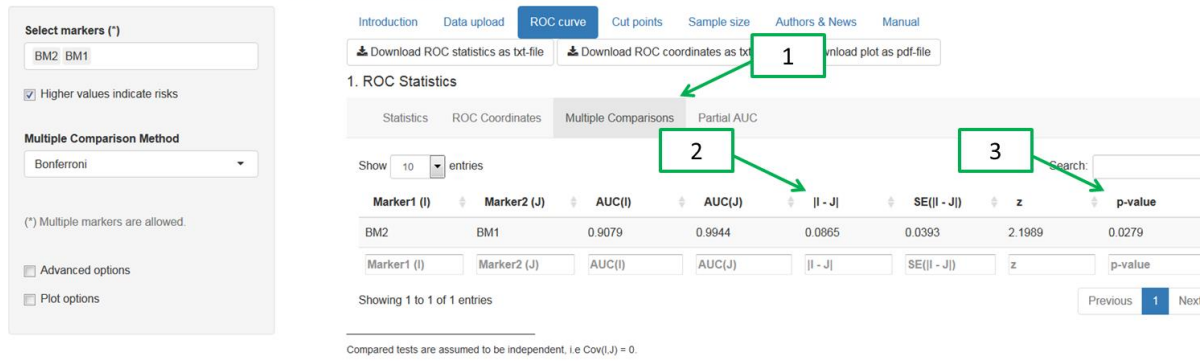 Introduction Data upload ROC curve Cut points Sample size Authors & News Manual
Select markers (*)
BM2 BM1
Higher values indicate risks
Multiple Comparison Method
Bonferroni
(*) Multiple markers are allowed.
Advanced options
Plot options
Download ROC statistics as txt-file Download ROC coordinates as tx 1 wnload plot as pdf-file
1. ROC Statistics
Statistics ROC Coordinates Multiple Comparisons Partial AUC
2 3
Show 10 entries Search:
Marker1 (I) Marker2 (J) AUC(I) AUC(J) |I - J| SE(|I - J|) z p-value
BM2 BM1 0.9079 0.9944 0.0865 0.0393 2.1989 0.0279
Marker1 (I) Marker2 (J) AUC(I) AUC(J) |I - J| SE(|I - J|) z p-value
Showing 1 to 1 of 1 entries Previous 1 Next
Compared tests are assumed to be independent, i.e Cov(I,J) = 0.